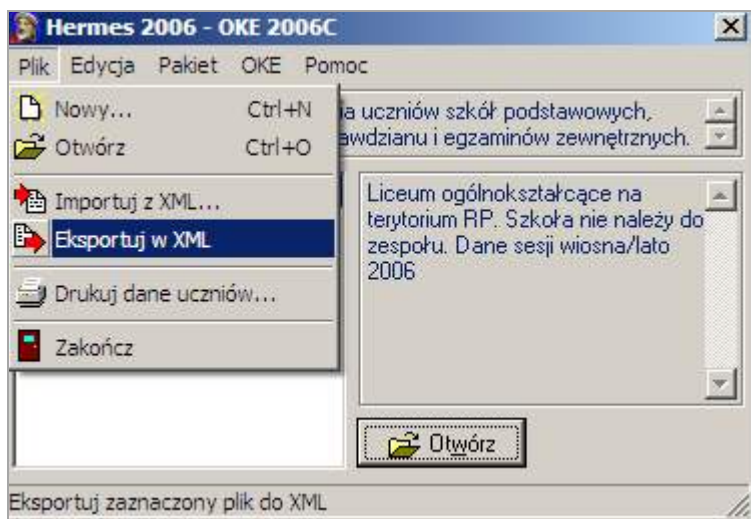 Hermes 2006 - OKE 2006C
Plik Edycja Pakiet OKE Pomoc
Nowy... Ctrl+N
Otwórz Ctrl+O
Importuj z XML...
Eksportuj w XML
Drukuj dane uczniów...
Zakończ
uczniów szkół podstawowych,
i egzaminów zewnętrznych.
Liceum ogólnokształcące na
terytorium RP. Szkoła nie należy do
zespołu. Dane sesji wiosna/lato
2006
Otwórz
Eksportuj zaznaczony plik do XML